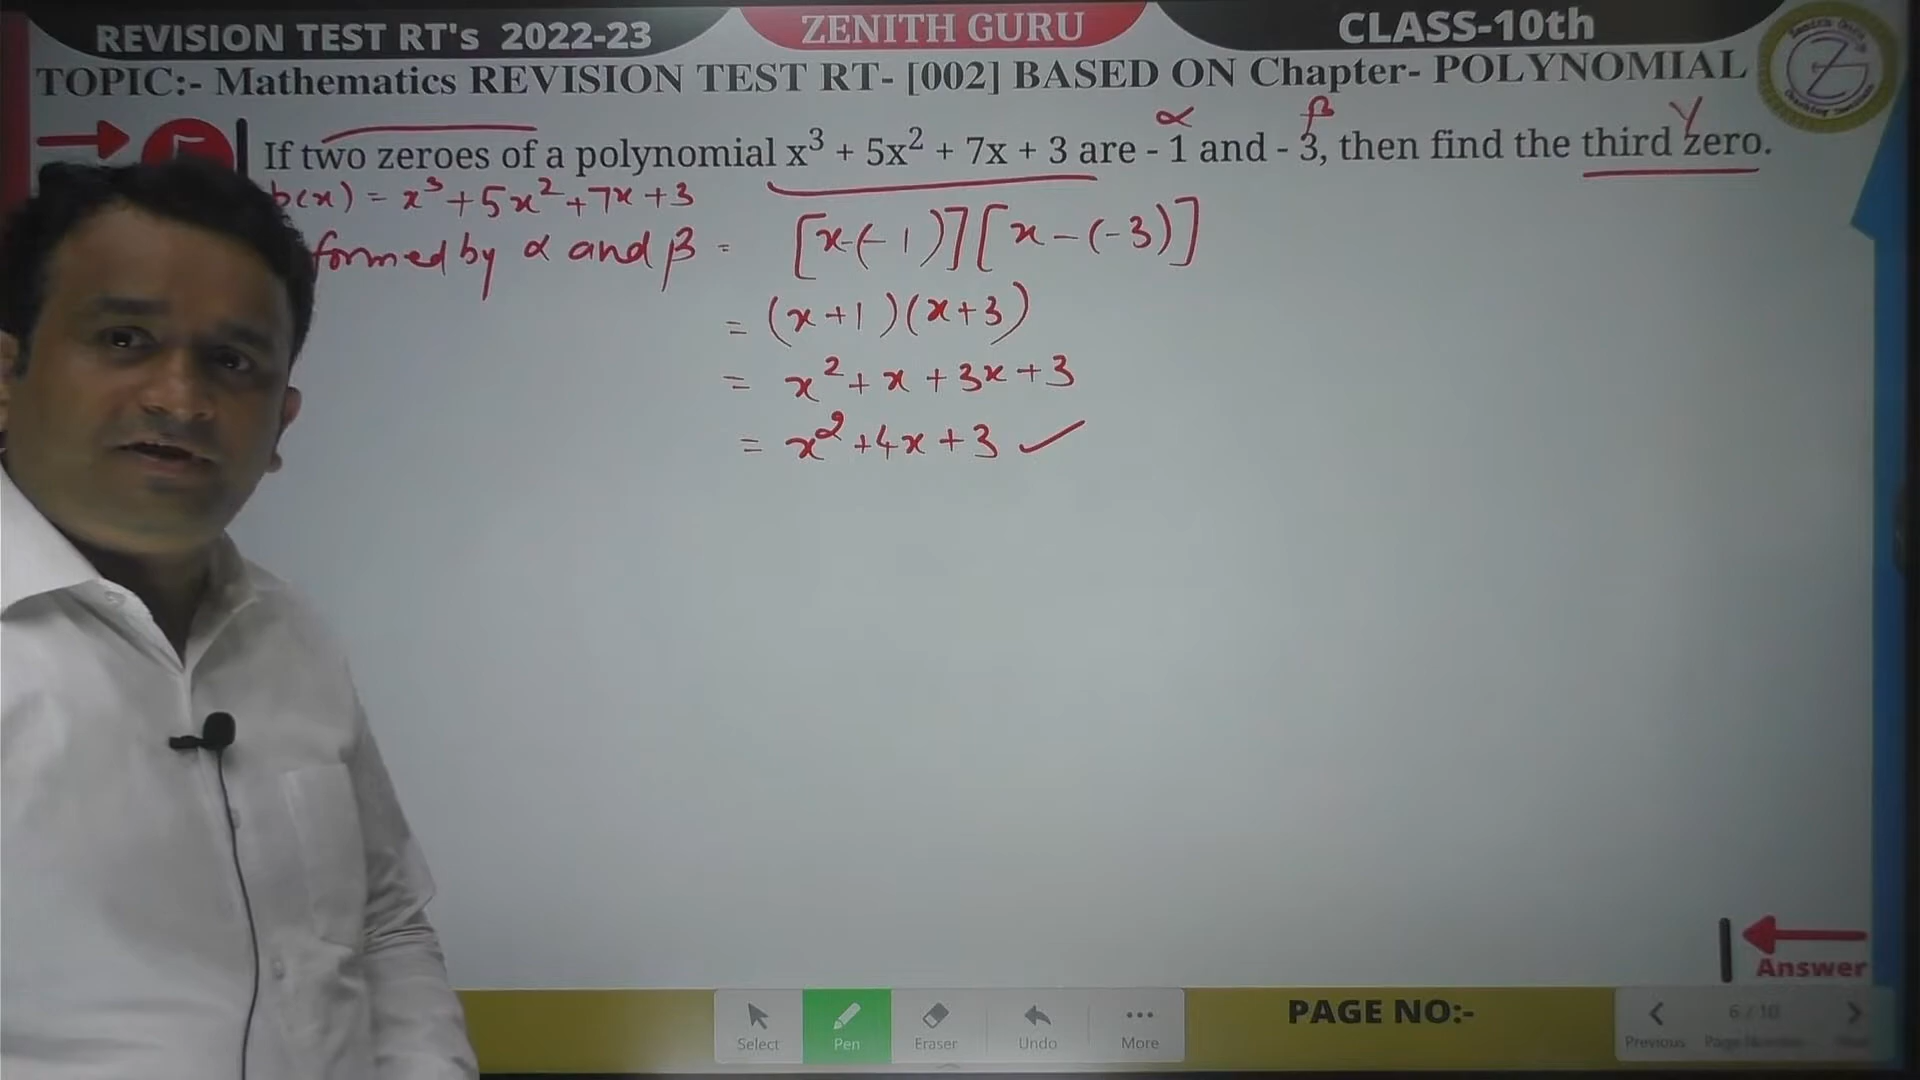 REVISION TEST RT's 2022-23
ZENITH GURU
CLASS-10th
TOPIC:- Mathematics REVISION TEST RT- [002] BASED ON Chapter- POLYNOMIAL
α β γ
If two zeroes of a polynomial x³ + 5x² + 7x + 3 are - 1 and - 3, then find the third zero.
p(x) = x³ + 5x² + 7x + 3
formed by α and β = [x-(-1)][x-(-3)]
= (x+1)(x+3)
= x² + x + 3x + 3
= x² + 4x + 3 ✓
Answer
PAGE NO:-
Select Pen Eraser Undo More
6 / 10
Previous Page Number